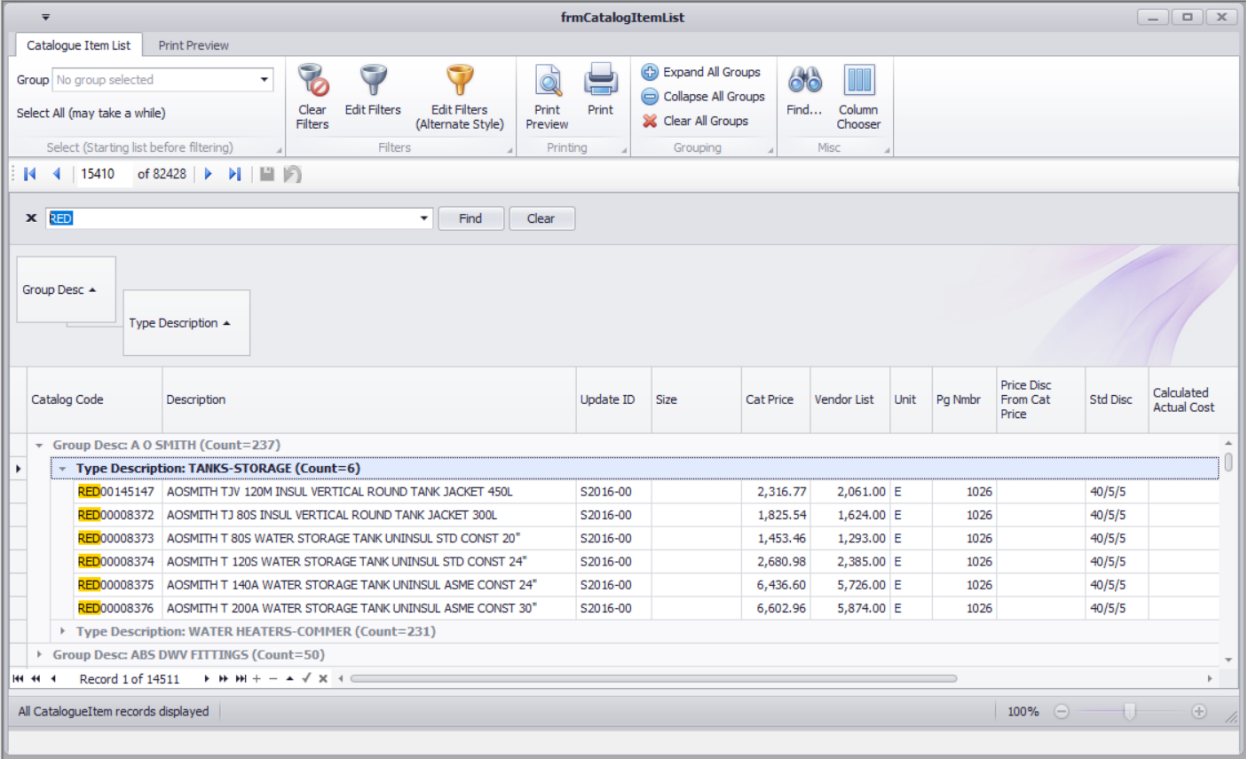 frmCatalogItemList
Catalogue Item List Print Preview
Group No group selected
Select All (may take a while)
Select (Starting list before filtering)
Clear Filters
Edit Filters
Edit Filters (Alternate Style)
Filters
Print Preview
Print
Printing
Expand All Groups
Collapse All Groups
Clear All Groups
Grouping
Find...
Column Chooser
Misc
15410 of 82428
RED Find Clear
Group Desc
Type Description
Catalog Code Description Update ID Size Cat Price Vendor List Unit Pg Nmbr Price Disc From Cat Price Std Disc Calculated Actual Cost
Group Desc: A O SMITH (Count=237)
Type Description: TANKS-STORAGE (Count=6)
RED00145147 AOSMITH TJV 120M INSUL VERTICAL ROUND TANK JACKET 450L S2016-00 2,316.77 2,061.00 E 1026 40/5/5
RED00008372 AOSMITH TJ 80S INSUL VERTICAL ROUND TANK JACKET 300L S2016-00 1,825.54 1,624.00 E 1026 40/5/5
RED00008373 AOSMITH T 80S WATER STORAGE TANK UNINSUL STD CONST 20" S2016-00 1,453.46 1,293.00 E 1026 40/5/5
RED00008374 AOSMITH T 120S WATER STORAGE TANK UNINSUL STD CONST 24" S2016-00 2,680.98 2,385.00 E 1026 40/5/5
RED00008375 AOSMITH T 140A WATER STORAGE TANK UNINSUL ASME CONST 24" S2016-00 6,436.60 5,726.00 E 1026 40/5/5
RED00008376 AOSMITH T 200A WATER STORAGE TANK UNINSUL ASME CONST 30" S2016-00 6,602.96 5,874.00 E 1026 40/5/5
Type Description: WATER HEATERS-COMMER (Count=231)
Group Desc: ABS DWV FITTINGS (Count=50)
Record 1 of 14511
All CatalogueItem records displayed 100%